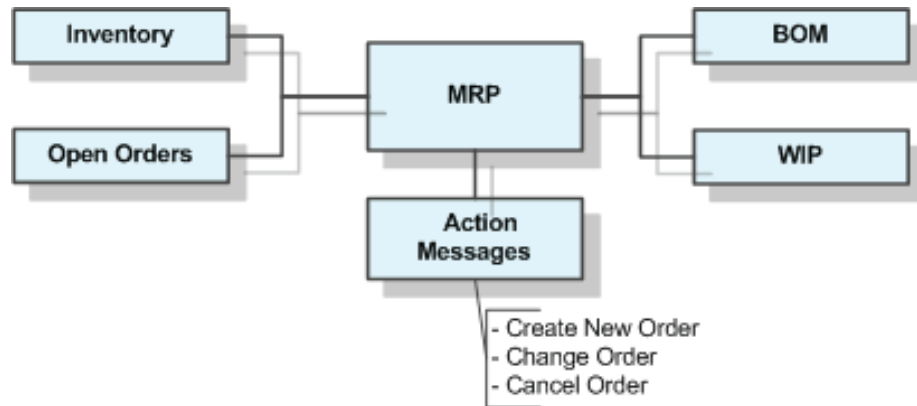 Inventory
BOM
MRP
Open Orders
WIP
Action
Messages
- Create New Order
- Change Order
- Cancel Order